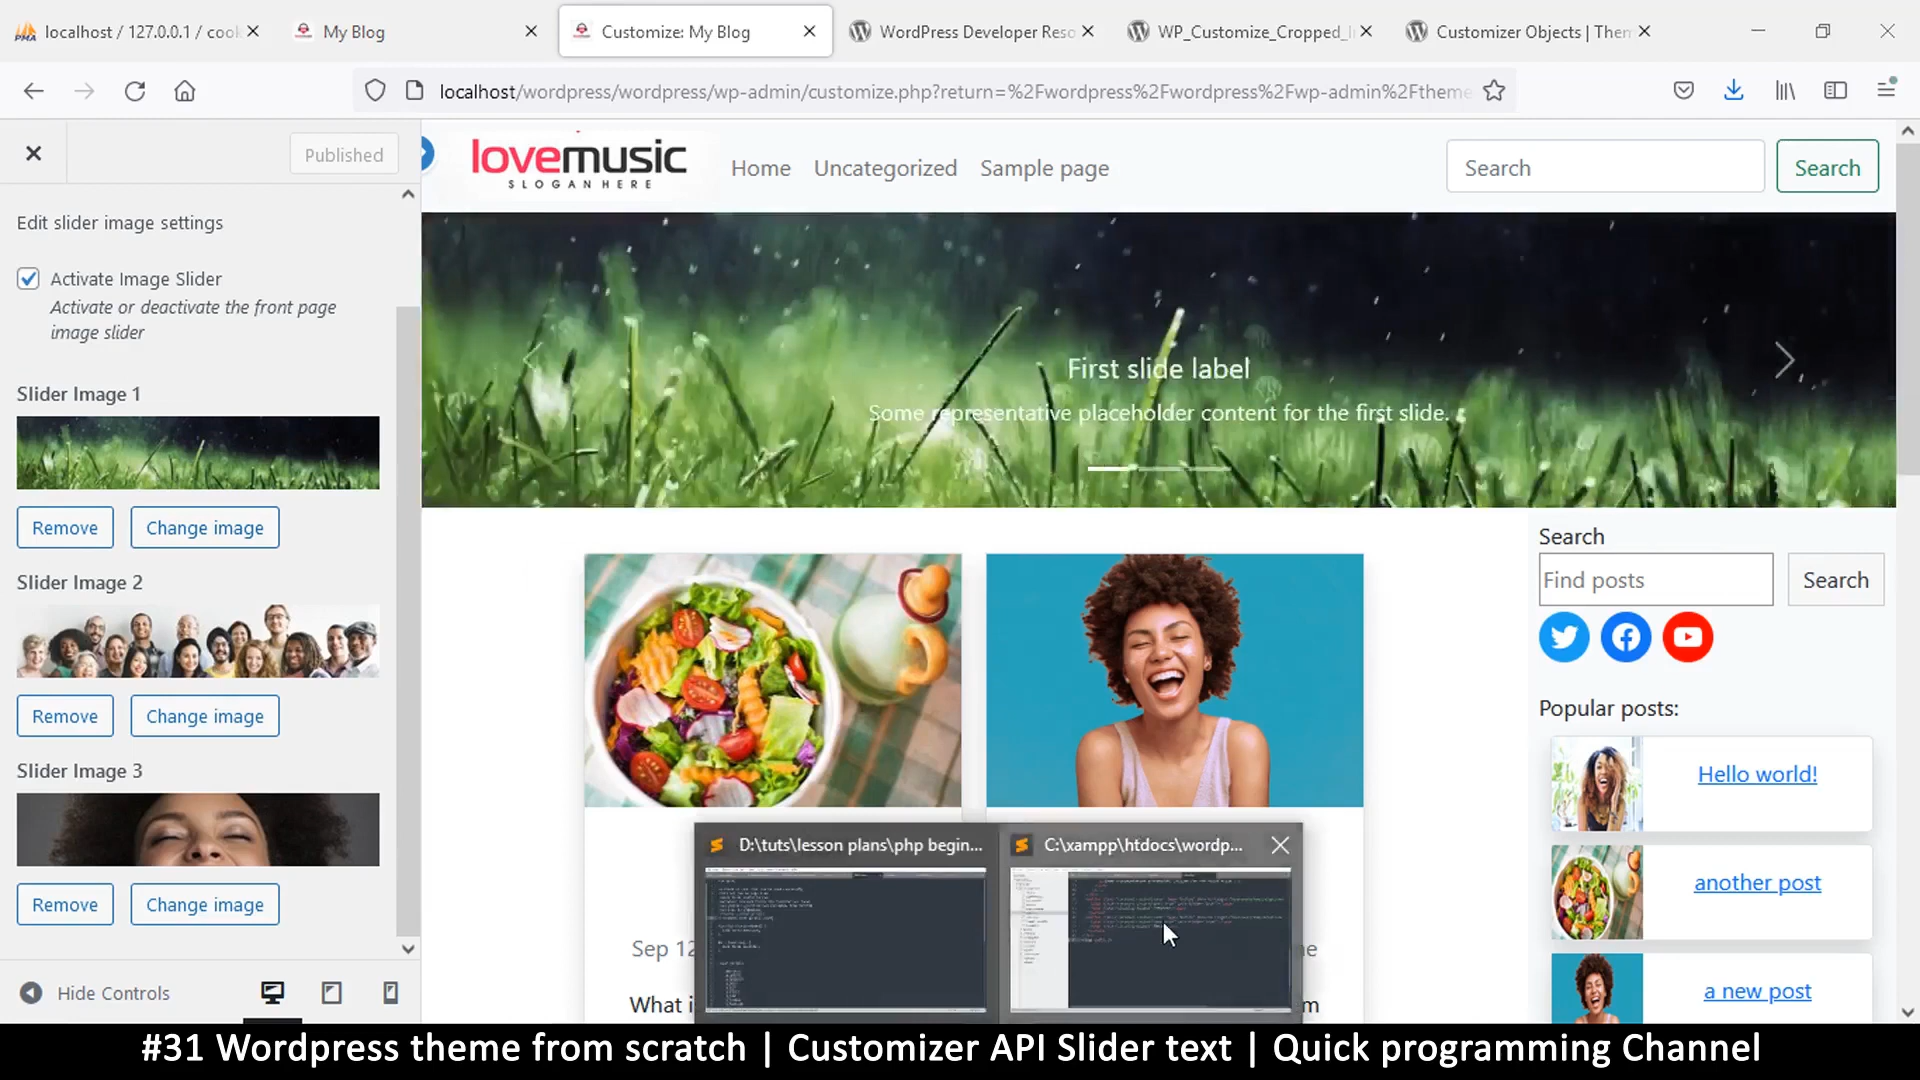 localhost / 127.0.0.1 / cook
My Blog
Customize: My Blog
WordPress Developer Reso
WP_Customize_Cropped_I
Customizer Objects | Them
localhost/wordpress/wordpress/wp-admin/customize.php?return=%2Fwordpress%2Fwordpress%2Fwp-admin%2Ftheme
Published
lovemusic
SLOGAN HERE
Home
Uncategorized
Sample page
Search
Search
Edit slider image settings
Activate Image Slider
Activate or deactivate the front page
image slider
Slider Image 1
Remove
Change image
Slider Image 2
Remove
Change image
Slider Image 3
Remove
Change image
Hide Controls
First slide label
Some representative placeholder content for the first slide.
Search
Find posts
Search
Popular posts:
Hello world!
another post
a new post
Sep 12
What i
D:\tuts\lesson plans\php begin...
C:\xampp\htdocs\wordp...
#31 Wordpress theme from scratch | Customizer API Slider text | Quick programming Channel